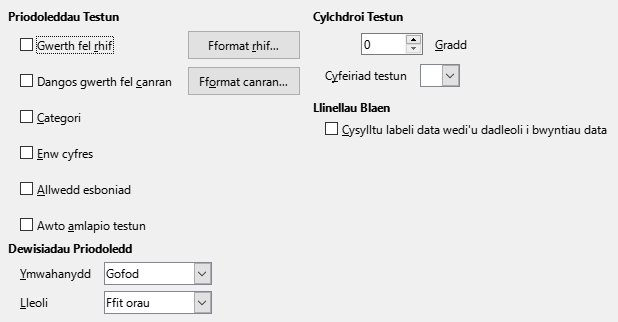 Priodoleddau Testun
Gwerth fel rhif
Fformat rhif...
Dangos gwerth fel canran
Fformat canran...
Categori
Enw cyfres
Allwedd esboniad
Awto amlapio testun
Dewisiadau Priodoledd
Ymwahanydd
Gofod
Lleoli
Ffit orau
Cylchdroi Testun
0
Gradd
Cyfeiriad testun
Llinellau Blaen
Cysylltu labeli data wedi'u dadleoli i bwyntiau data